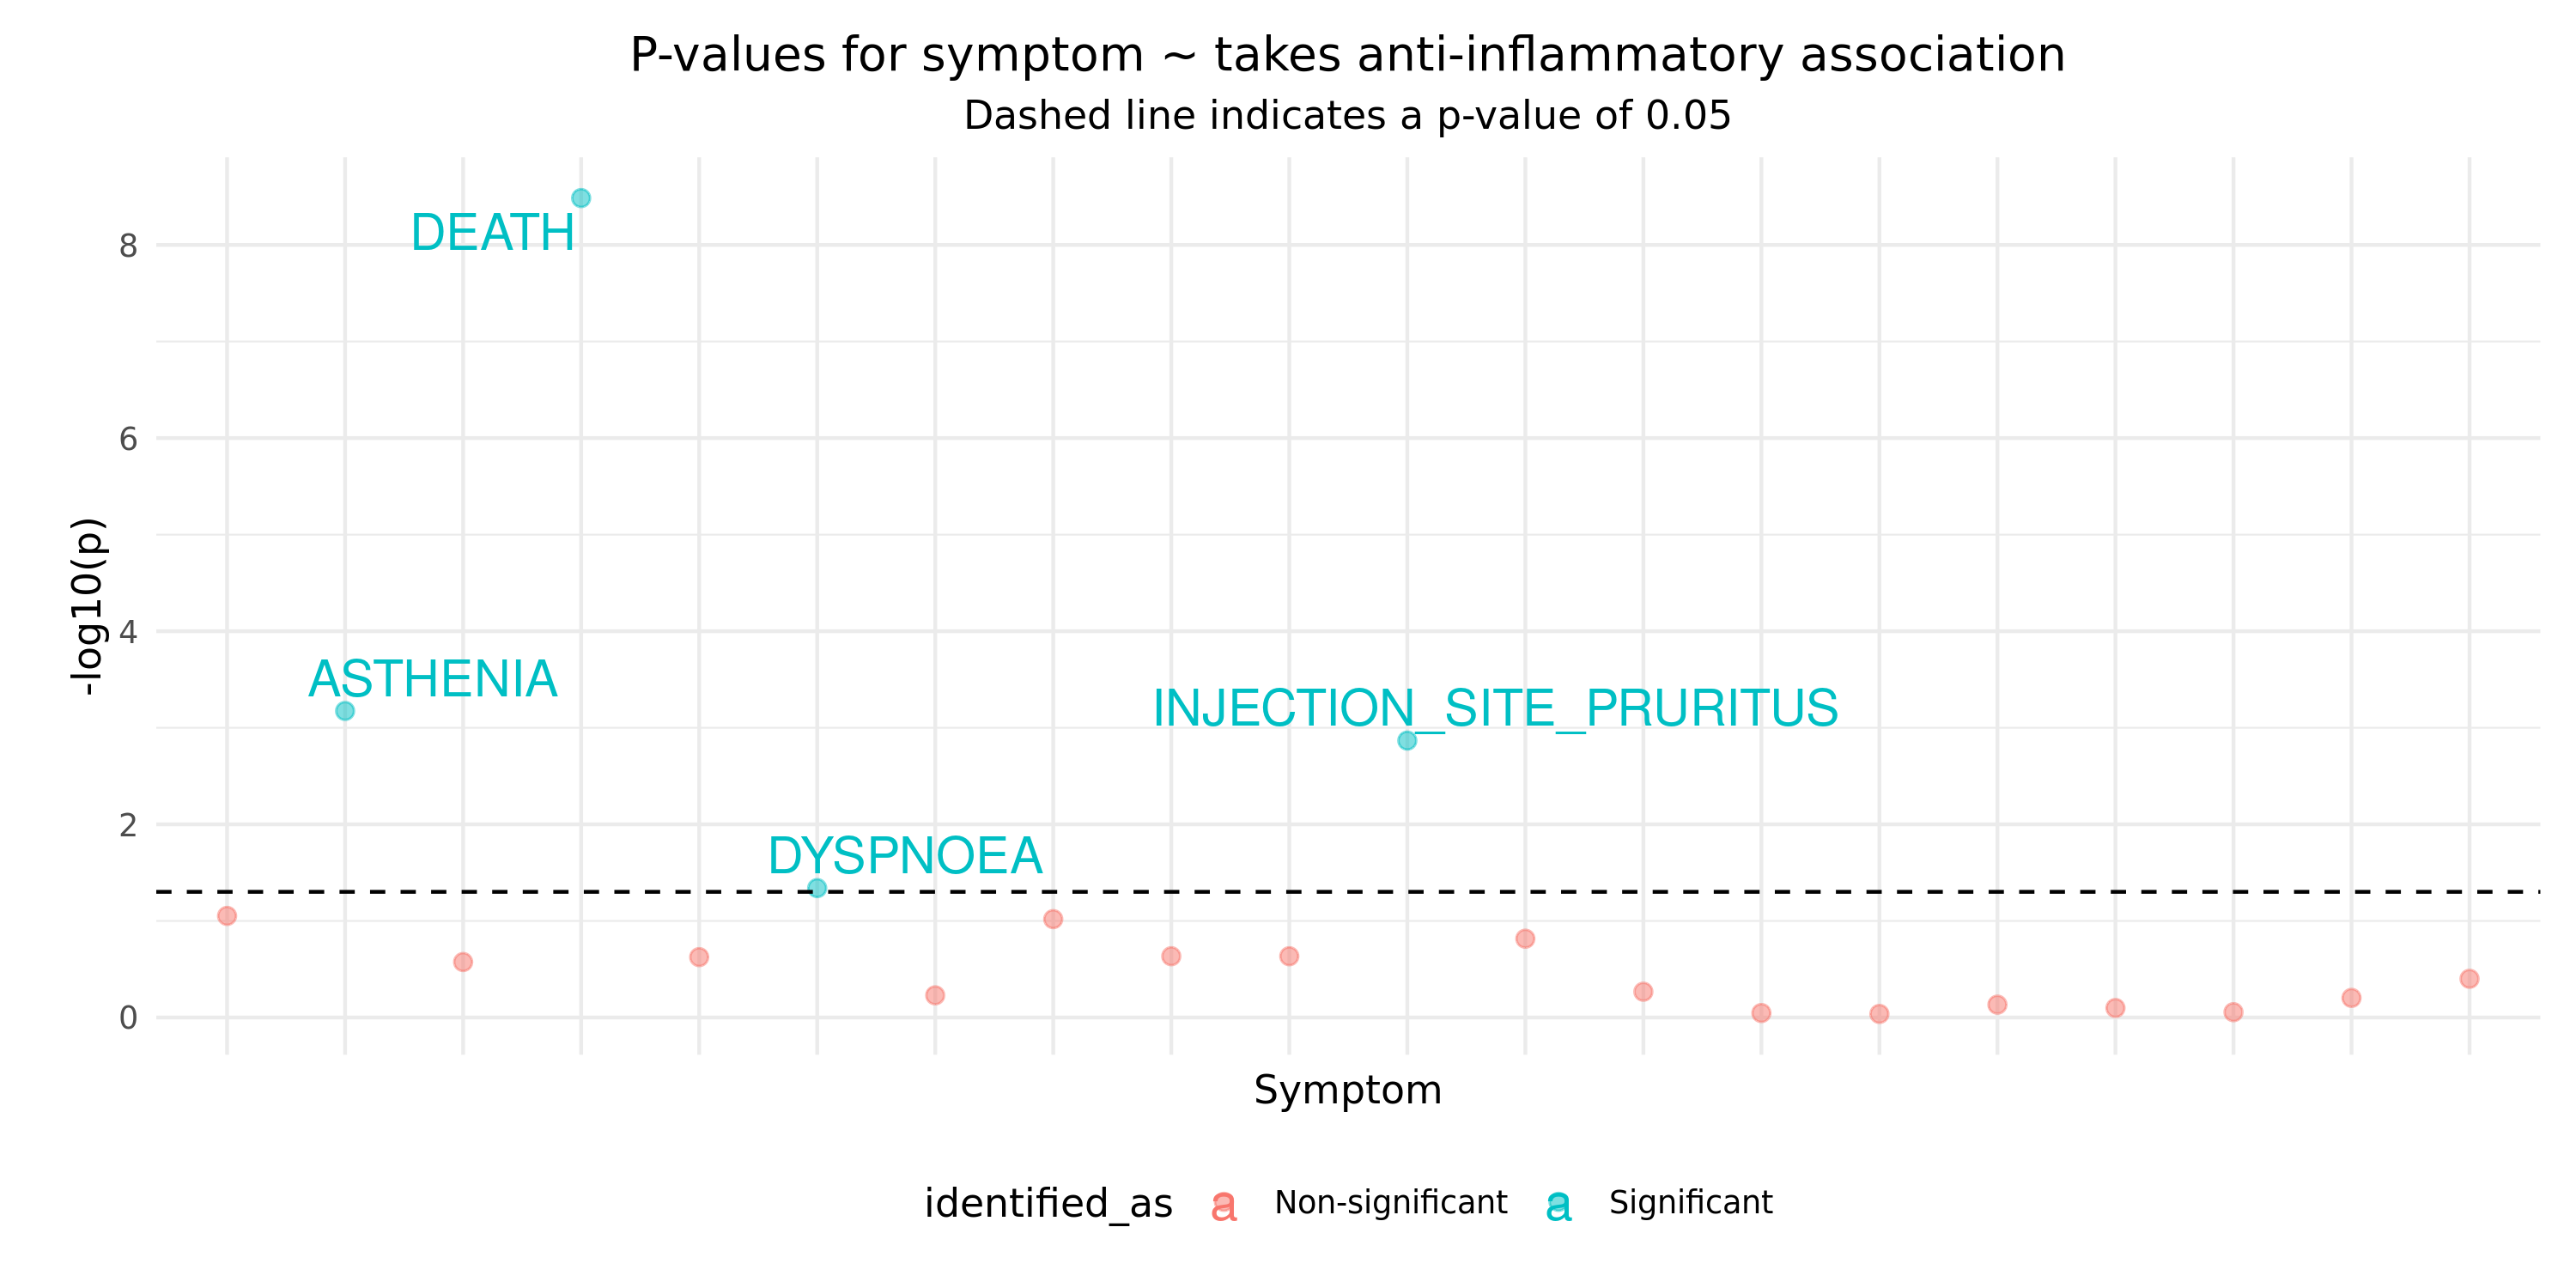 P-values for symptom ~ takes anti-inflammatory association
Dashed line indicates a p-value of 0.05
DEATH
8
6
-log10(p)
4
ASTHENIA
INJECTION_SITE_PRURITUS
2
DYSPNOEA
0
Symptom
identified_as a Non-significant a Significant